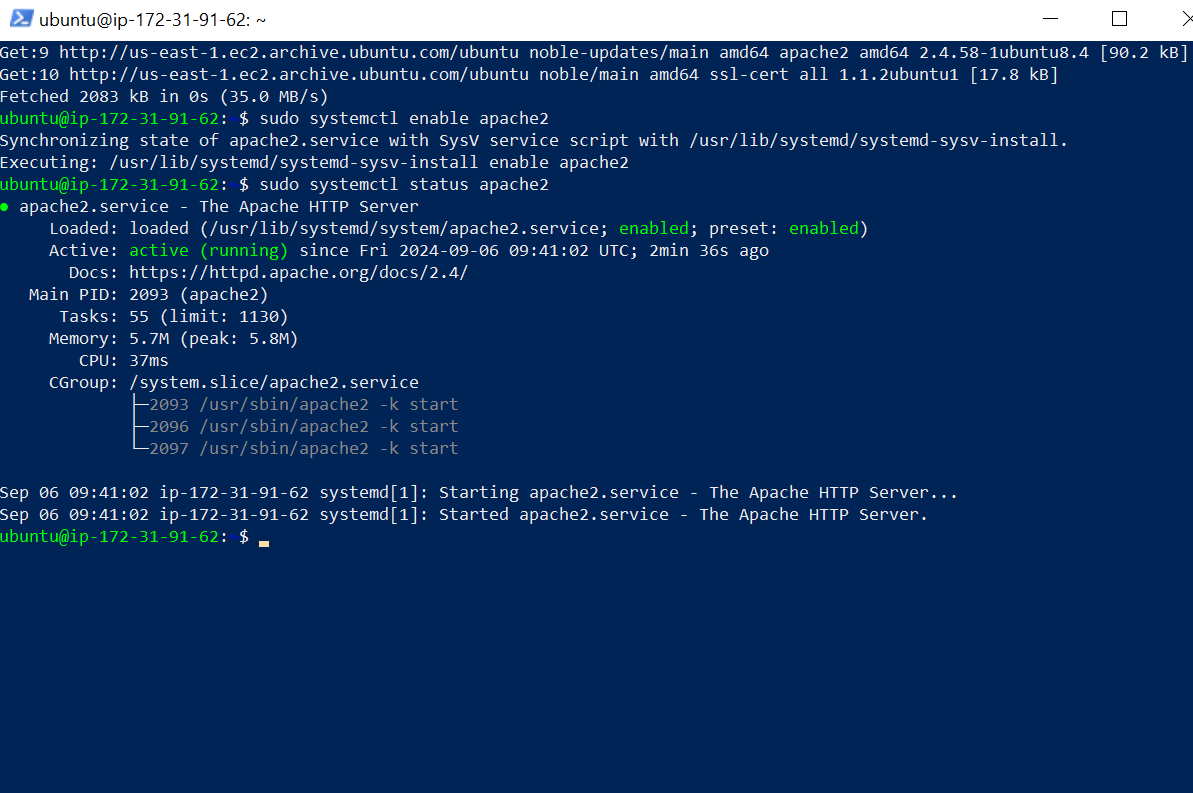 ubuntu@ip-172-31-91-62: ~
Get:9 http://us-east-1.ec2.archive.ubuntu.com/ubuntu noble-updates/main amd64 apache2 amd64 2.4.58-1ubuntu8.4 [90.2 kB]
Get:10 http://us-east-1.ec2.archive.ubuntu.com/ubuntu noble/main amd64 ssl-cert all 1.1.2ubuntu1 [17.8 kB]
Fetched 2083 kB in 0s (35.0 MB/s)
ubuntu@ip-172-31-91-62:~$ sudo systemctl enable apache2
Synchronizing state of apache2.service with SysV service script with /usr/lib/systemd/systemd-sysv-install.
Executing: /usr/lib/systemd/systemd-sysv-install enable apache2
ubuntu@ip-172-31-91-62:~$ sudo systemctl status apache2
● apache2.service - The Apache HTTP Server
     Loaded: loaded (/usr/lib/systemd/system/apache2.service; enabled; preset: enabled)
     Active: active (running) since Fri 2024-09-06 09:41:02 UTC; 2min 36s ago
       Docs: https://httpd.apache.org/docs/2.4/
   Main PID: 2093 (apache2)
      Tasks: 55 (limit: 1130)
     Memory: 5.7M (peak: 5.8M)
        CPU: 37ms
     CGroup: /system.slice/apache2.service
             ├─2093 /usr/sbin/apache2 -k start
             ├─2096 /usr/sbin/apache2 -k start
             └─2097 /usr/sbin/apache2 -k start
Sep 06 09:41:02 ip-172-31-91-62 systemd[1]: Starting apache2.service - The Apache HTTP Server...
Sep 06 09:41:02 ip-172-31-91-62 systemd[1]: Started apache2.service - The Apache HTTP Server.
ubuntu@ip-172-31-91-62:~$